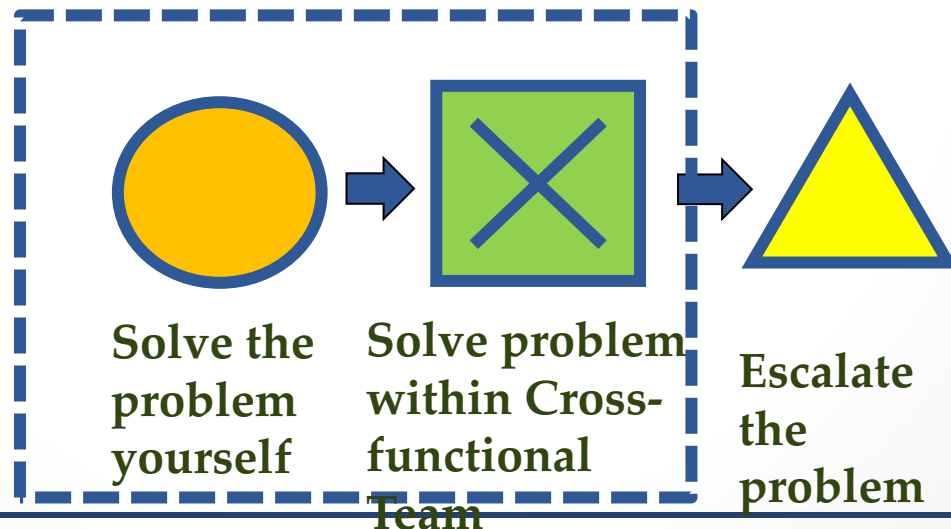 Solve the
problem
yourself
Solve problem
within Cross-
functional
Team
Escalate
the
problem